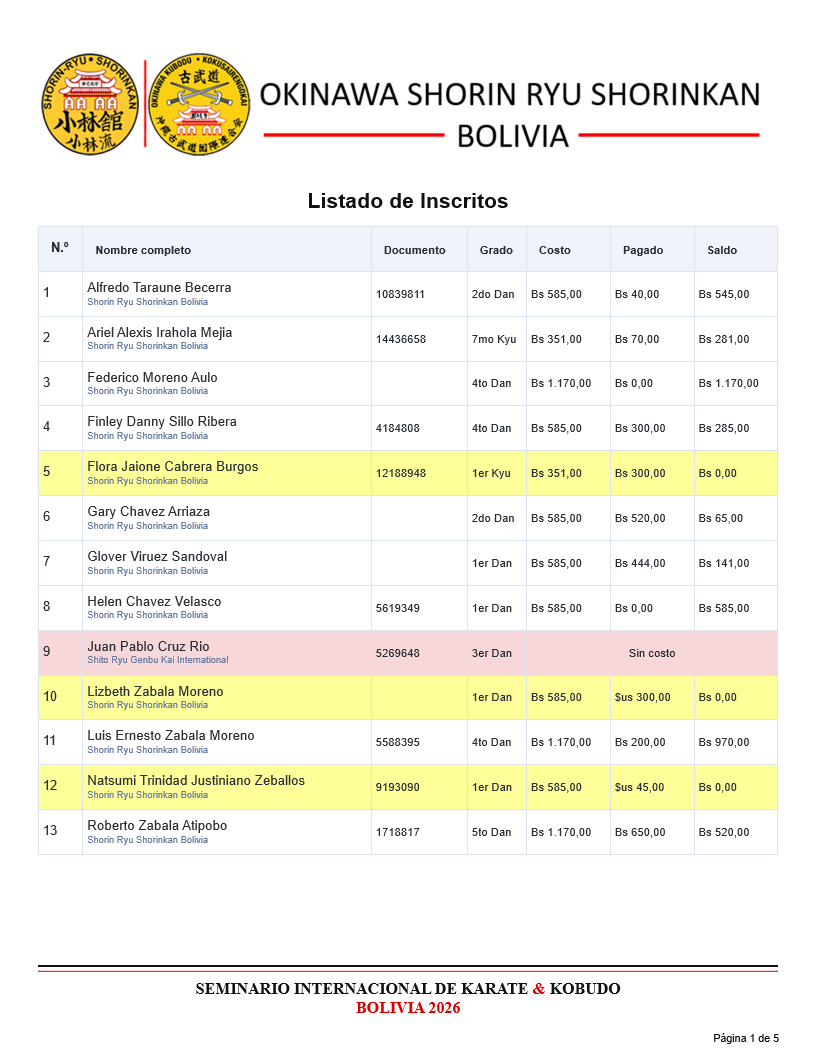 SHORIN-RYU • SHORINKAN
小林館
小林流
OKINAWA KUBODU • KOKUSAIRENGOKAI
古武道
沖縄古武道国際連合会
OKINAWA SHORIN RYU SHORINKAN
BOLIVIA
Listado de Inscritos
N.º Nombre completo Documento Grado Costo Pagado Saldo
1 Alfredo Taraune Becerra 10839811 2do Dan Bs 585,00 Bs 40,00 Bs 545,00
Shorin Ryu Shorinkan Bolivia
2 Ariel Alexis Irahola Mejia 14436658 7mo Kyu Bs 351,00 Bs 70,00 Bs 281,00
Shorin Ryu Shorinkan Bolivia
3 Federico Moreno Aulo 4to Dan Bs 1.170,00 Bs 0,00 Bs 1.170,00
Shorin Ryu Shorinkan Bolivia
4 Finley Danny Sillo Ribera 4184808 4to Dan Bs 585,00 Bs 300,00 Bs 285,00
Shorin Ryu Shorinkan Bolivia
5 Flora Jaione Cabrera Burgos 12188948 1er Kyu Bs 351,00 Bs 300,00 Bs 0,00
Shorin Ryu Shorinkan Bolivia
6 Gary Chavez Arriaza 2do Dan Bs 585,00 Bs 520,00 Bs 65,00
Shorin Ryu Shorinkan Bolivia
7 Glover Viruez Sandoval 1er Dan Bs 585,00 Bs 444,00 Bs 141,00
Shorin Ryu Shorinkan Bolivia
8 Helen Chavez Velasco 5619349 1er Dan Bs 585,00 Bs 0,00 Bs 585,00
Shorin Ryu Shorinkan Bolivia
9 Juan Pablo Cruz Rio 5269648 3er Dan Sin costo
Shito Ryu Genbu Kai International
10 Lizbeth Zabala Moreno 1er Dan Bs 585,00 $us 300,00 Bs 0,00
Shorin Ryu Shorinkan Bolivia
11 Luis Ernesto Zabala Moreno 5588395 4to Dan Bs 1.170,00 Bs 200,00 Bs 970,00
Shorin Ryu Shorinkan Bolivia
12 Natsumi Trinidad Justiniano Zeballos 9193090 1er Dan Bs 585,00 $us 45,00 Bs 0,00
Shorin Ryu Shorinkan Bolivia
13 Roberto Zabala Atipobo 1718817 5to Dan Bs 1.170,00 Bs 650,00 Bs 520,00
Shorin Ryu Shorinkan Bolivia
SEMINARIO INTERNACIONAL DE KARATE & KOBUDO
BOLIVIA 2026
Página 1 de 5